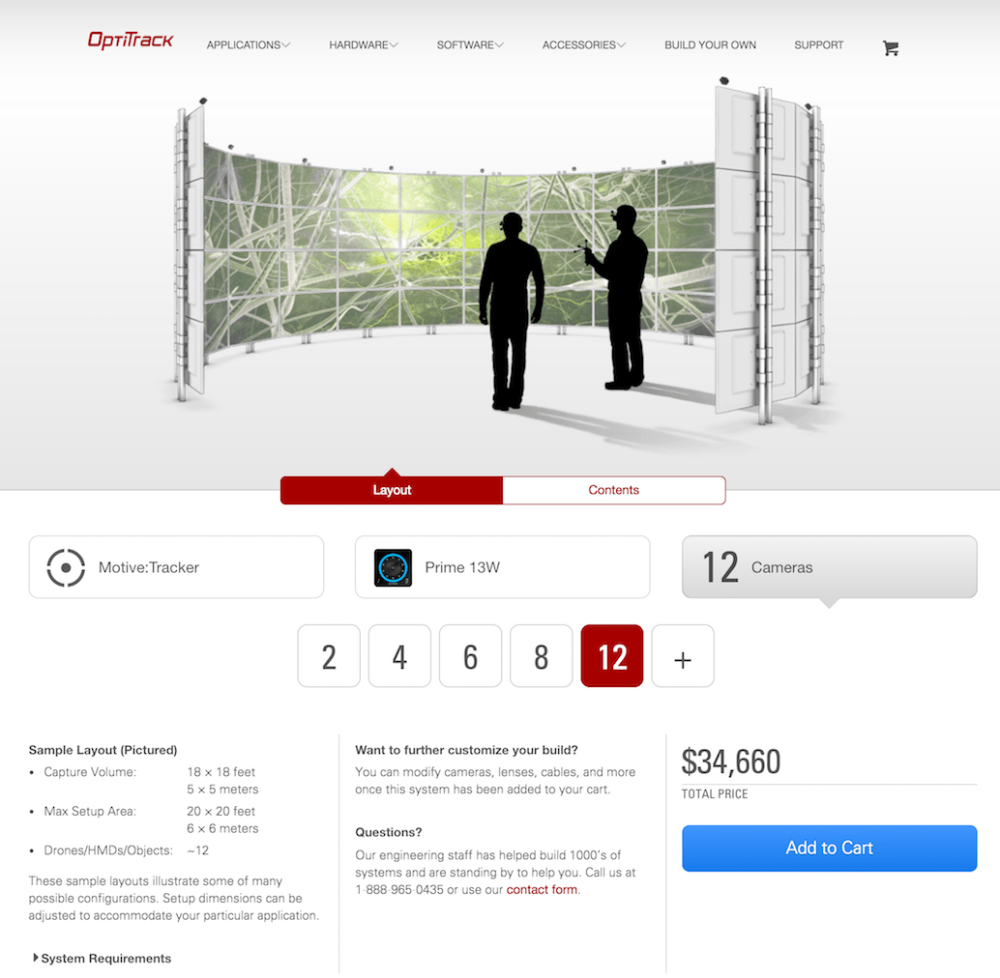 OptiTrack
APPLICATIONS
HARDWARE
SOFTWARE
ACCESSORIES
BUILD YOUR OWN
SUPPORT
Layout
Contents
Motive:Tracker
Prime 13W
12 Cameras
2
4
6
8
12
+
Sample Layout (Pictured)
• Capture Volume: 18 × 18 feet
5 × 5 meters
• Max Setup Area: 20 × 20 feet
6 × 6 meters
• Drones/HMDs/Objects: ~12
These sample layouts illustrate some of many
possible configurations. Setup dimensions can be
adjusted to accommodate your particular application.
System Requirements
Want to further customize your build?
You can modify cameras, lenses, cables, and more
once this system has been added to your cart.
Questions?
Our engineering staff has helped build 1000's of
systems and are standing by to help you. Call us at
1-888-965-0435 or use our contact form.
$34,660
TOTAL PRICE
Add to Cart